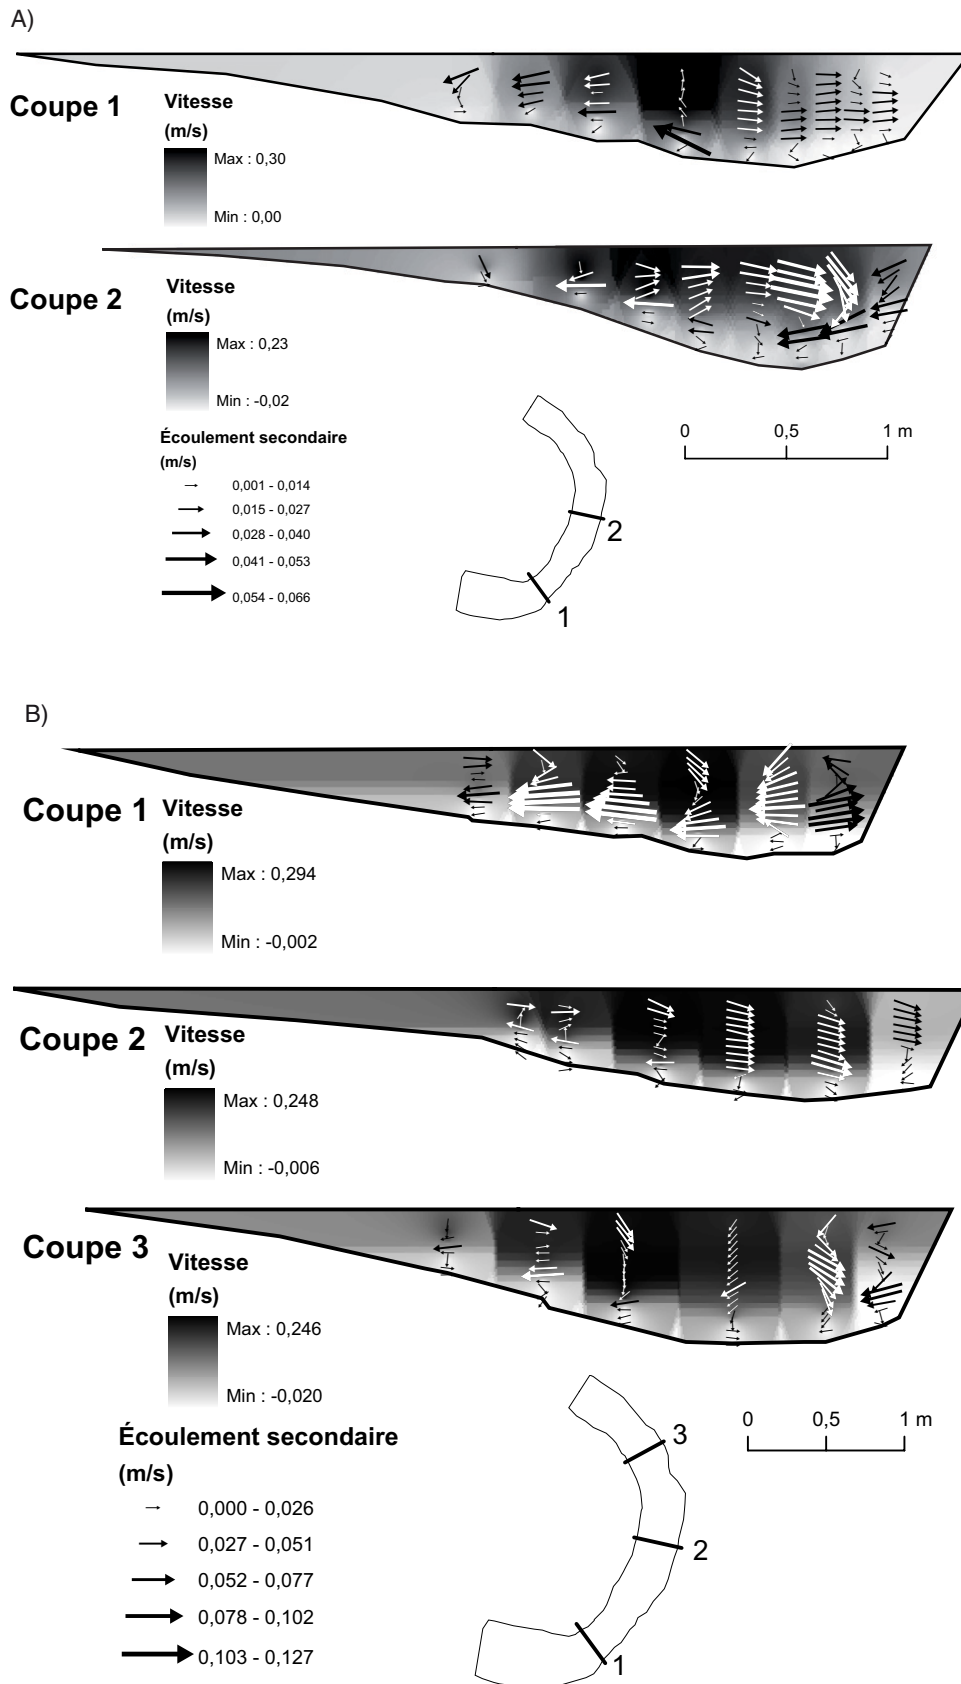 A)
Coupe 1
Vitesse
(m/s)
Max : 0,30
Min : 0,00
Coupe 2
Vitesse
(m/s)
Max : 0,23
Min : -0,02
Écoulement secondaire
(m/s)
0,001 - 0,014
0,015 - 0,027
0,028 - 0,040
0,041 - 0,053
0,054 - 0,066
0 0,5 1 m
2
1
B)
Coupe 1
Vitesse
(m/s)
Max : 0,294
Min : -0,002
Coupe 2
Vitesse
(m/s)
Max : 0,248
Min : -0,006
Coupe 3
Vitesse
(m/s)
Max : 0,246
Min : -0,020
Écoulement secondaire
(m/s)
0,000 - 0,026
0,027 - 0,051
0,052 - 0,077
0,078 - 0,102
0,103 - 0,127
0 0,5 1 m
3
2
1